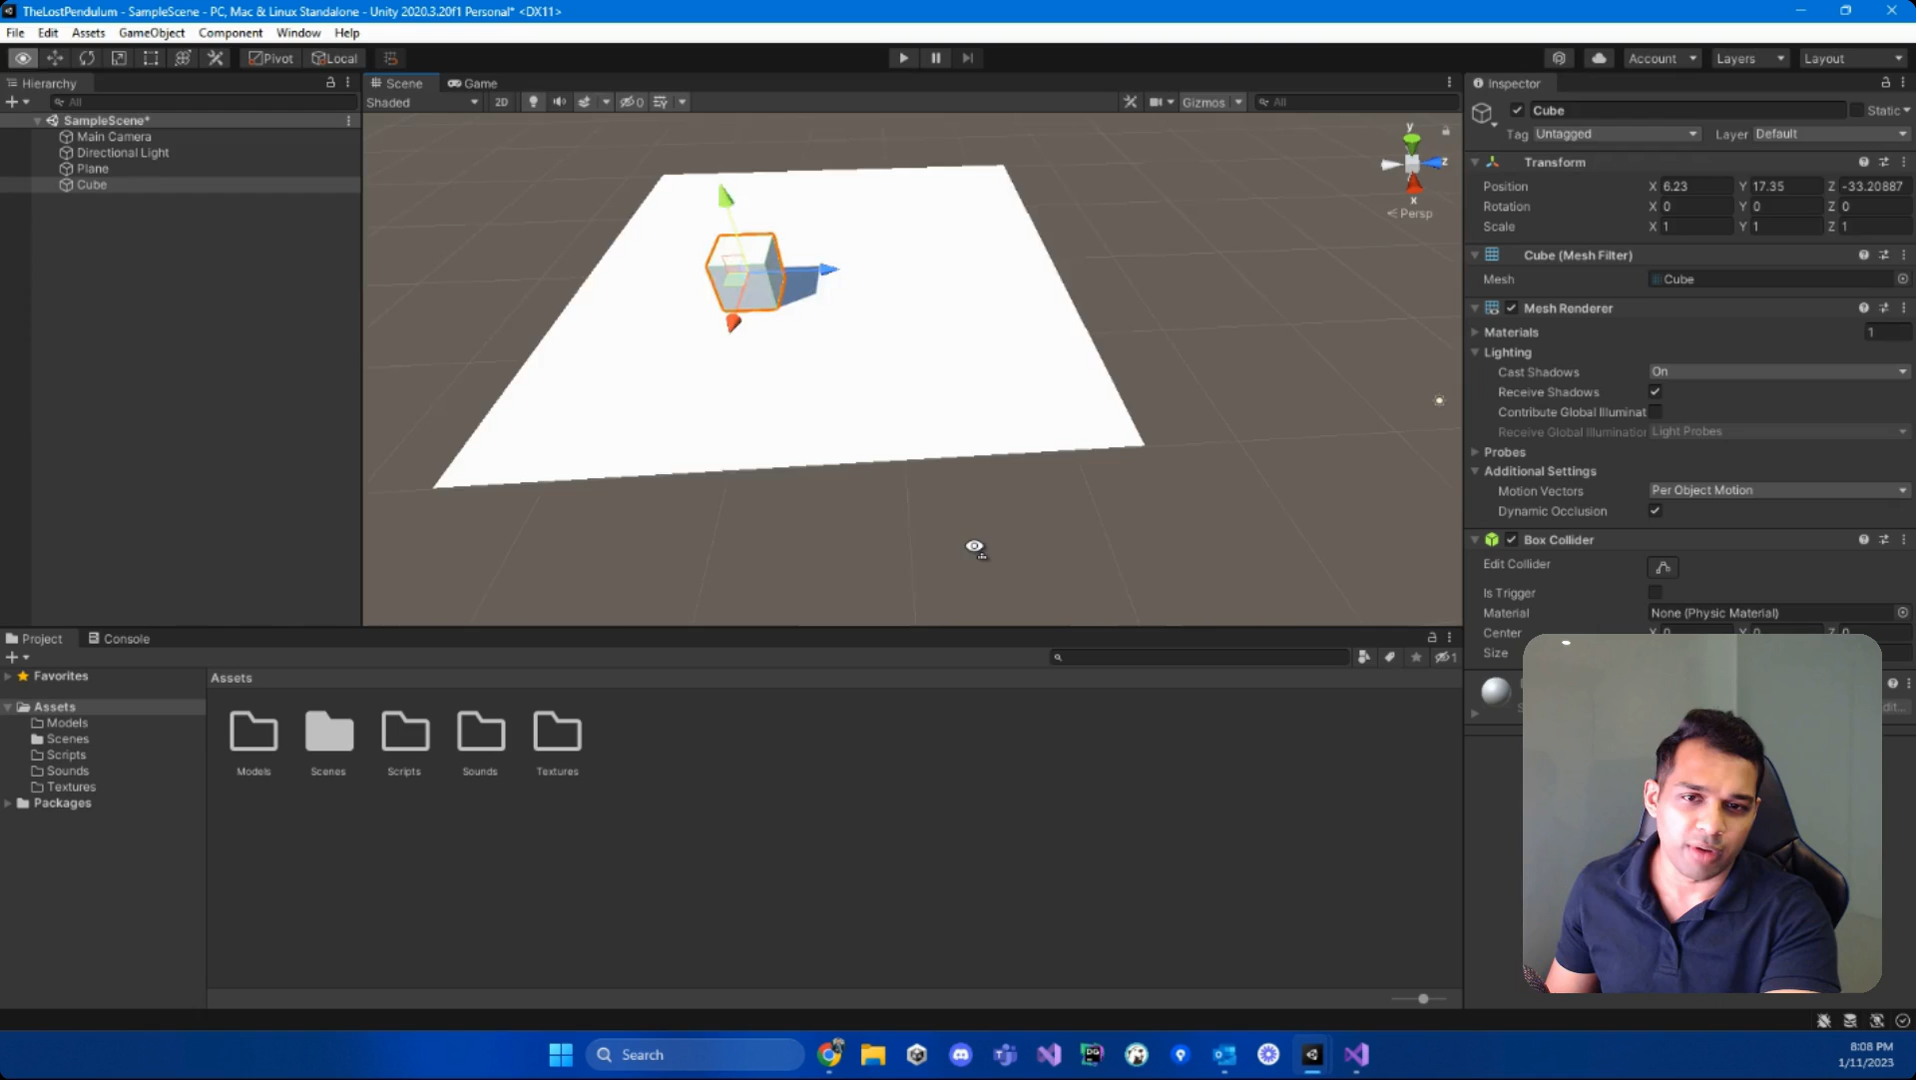 TheLostPendulum - SampleScene - PC, Mac & Linux Standalone - Unity 2020.3.20f1 Personal* <DX11>
File Edit Assets GameObject Component Window Help
Pivot Local Account Layers Layout
Hierarchy
All
SampleScene*
Main Camera
Directional Light
Plane
Cube
Scene Game
Shaded 2D 0 Gizmos All
y
z
x
Persp
Inspector
Cube Static
Tag Untagged Layer Default
Transform
Position X 6.23 Y 17.35 Z -33.20887
Rotation X 0 Y 0 Z 0
Scale X 1 Y 1 Z 1
Cube (Mesh Filter)
Mesh Cube
Mesh Renderer
Materials 1
Lighting
Cast Shadows On
Receive Shadows
Contribute Global Illuminat
Receive Global Illumination Light Probes
Probes
Additional Settings
Motion Vectors Per Object Motion
Dynamic Occlusion
Box Collider
Edit Collider
Is Trigger
Material None (Physic Material)
Center X 0 Y 0 Z 0
Size
Project Console
1
Favorites
Assets
Models
Scenes
Scripts
Sounds
Textures
Packages
Assets
Models Scenes Scripts Sounds Textures
Search
8:08 PM
1/11/2023